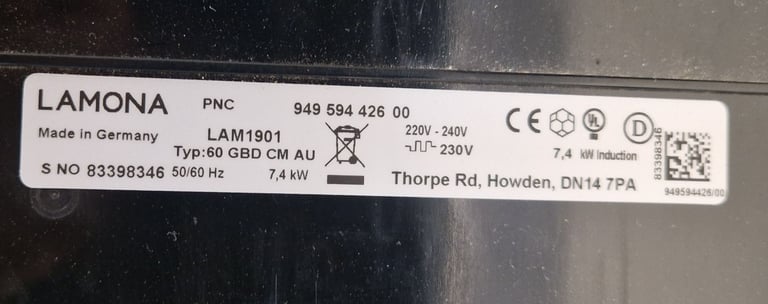 LAMONA
PNC
949 594 426 00
Made in Germany
LAM1901
Typ:60 GBD CM AU
S NO 83398346
50/60 Hz
7,4 kW
220V - 240V
230V
CE
UL
D
7,4 kW Induction
Thorpe Rd, Howden, DN14 7PA
83398346
949594426/00